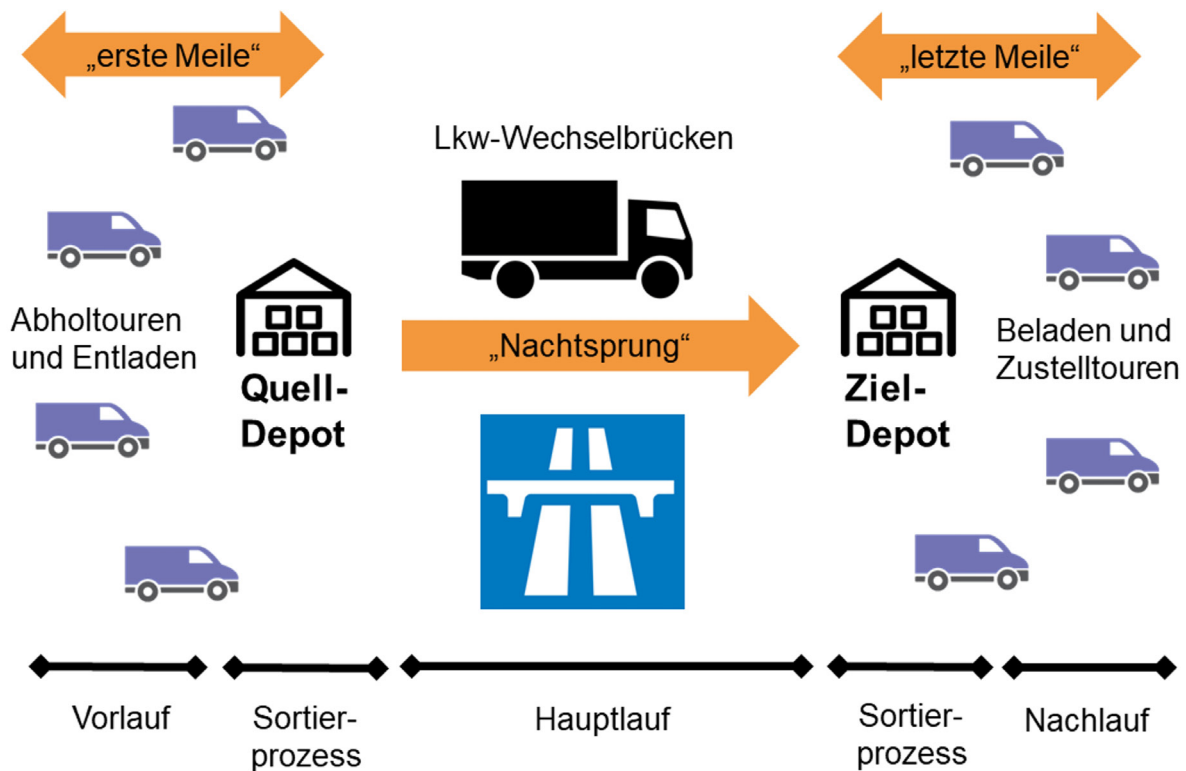 „erste Meile“
„letzte Meile“
Lkw-Wechselbrücken
Abholtouren
und Entladen
Quell-
Depot
„Nachtsprung“
Ziel-
Depot
Beladen und
Zustelltouren
Vorlauf
Sortier-
prozess
Hauptlauf
Sortier-
prozess
Nachlauf